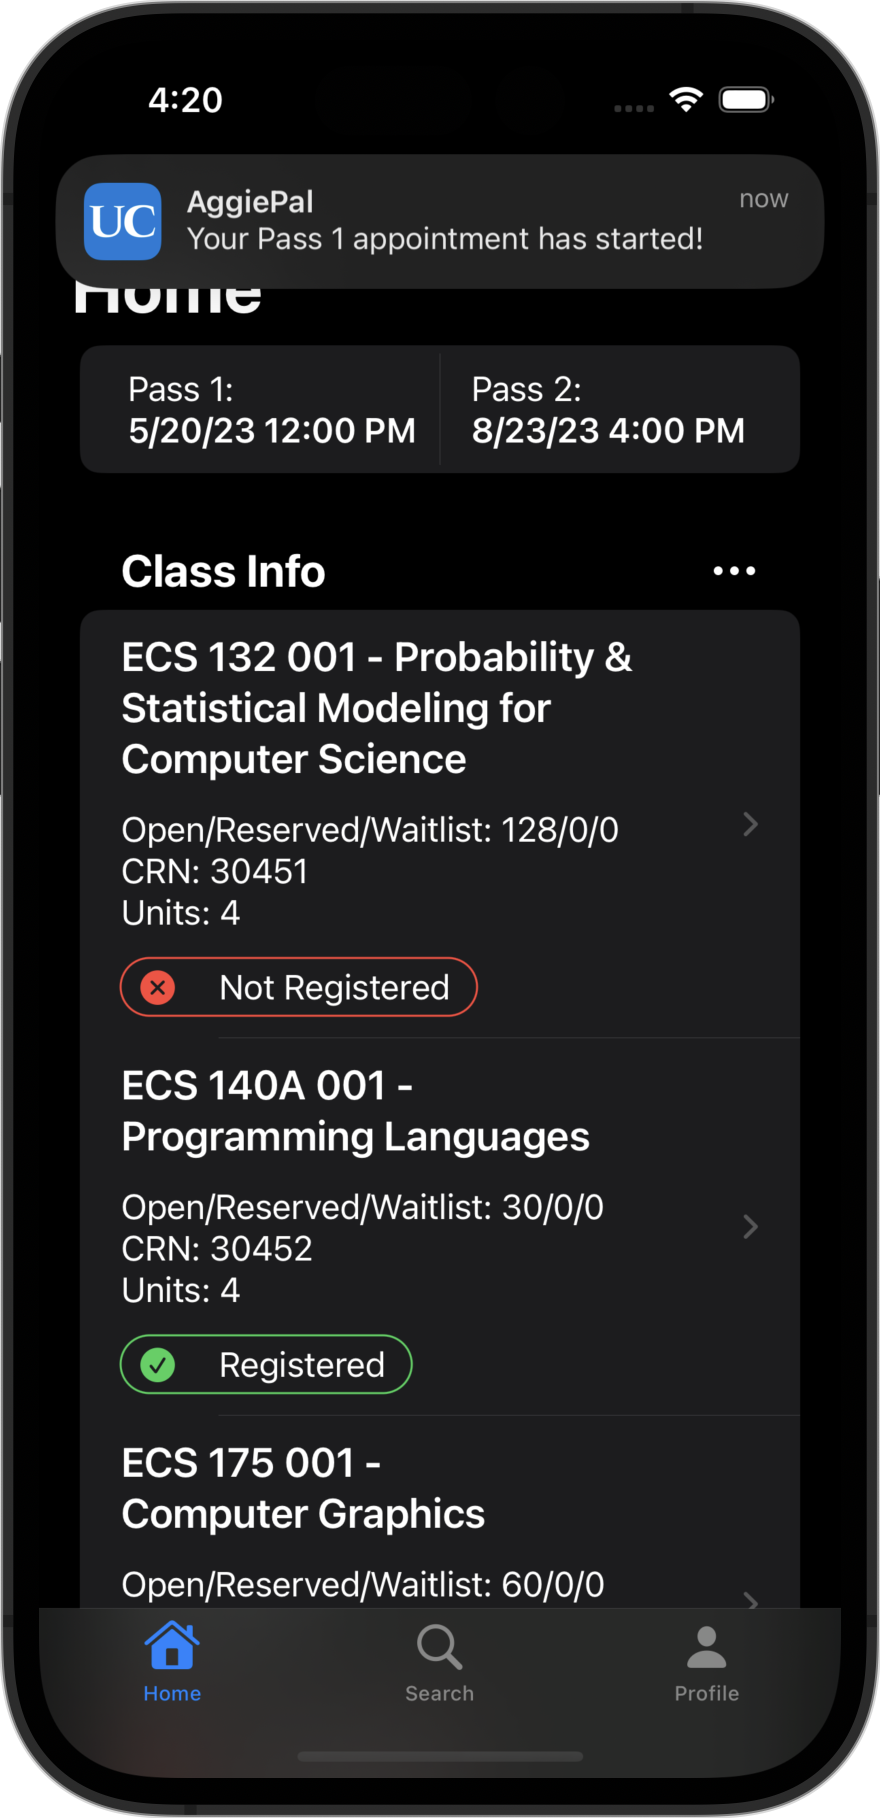 4:20
UC
AggiePal
now
Your Pass 1 appointment has started!
Home
Pass 1:
5/20/23 12:00 PM
Pass 2:
8/23/23 4:00 PM
Class Info
ECS 132 001 - Probability &
Statistical Modeling for
Computer Science
Open/Reserved/Waitlist: 128/0/0
CRN: 30451
Units: 4
Not Registered
ECS 140A 001 -
Programming Languages
Open/Reserved/Waitlist: 30/0/0
CRN: 30452
Units: 4
Registered
ECS 175 001 -
Computer Graphics
Open/Reserved/Waitlist: 60/0/0
Home
Search
Profile